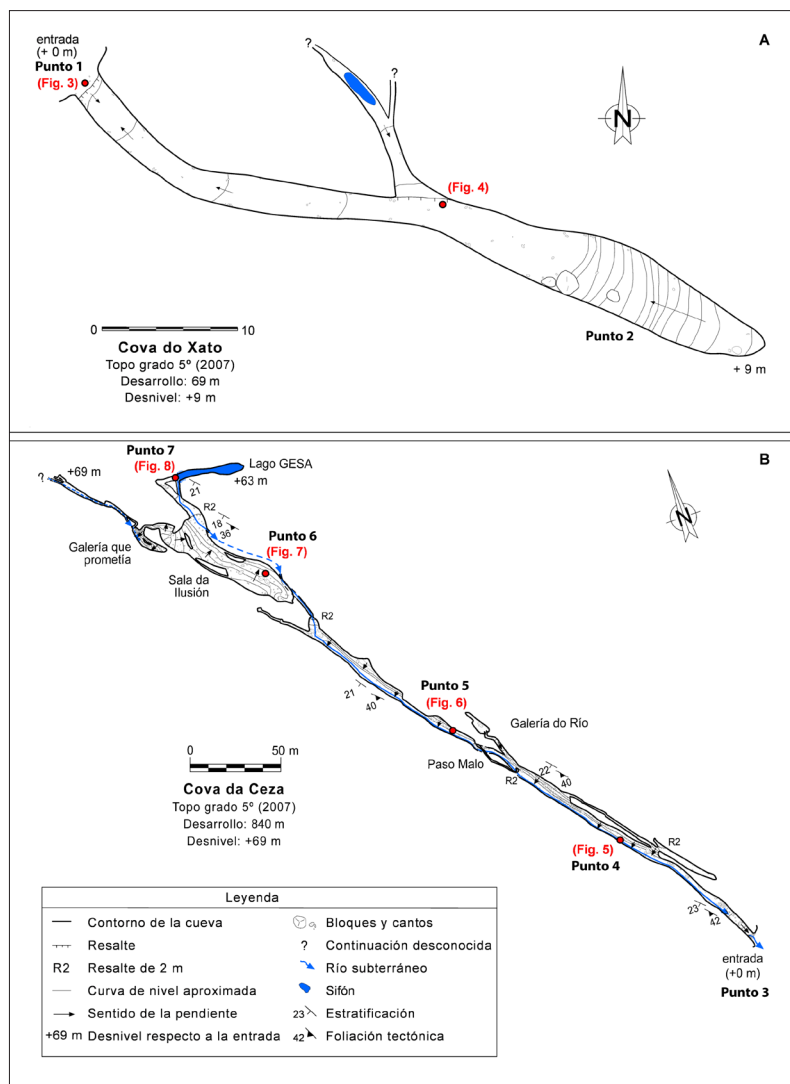 A
entrada
(+ 0 m)
Punto 1
(Fig. 3)
?
?
N
(Fig. 4)
Punto 2
+ 9 m
0 10
Cova do Xato
Topo grado 5º (2007)
Desarrollo: 69 m
Desnivel: +9 m
B
Punto 7
(Fig. 8)
Lago GESA
+63 m
? +69 m
21
R2
18
36
N
Punto 6
(Fig. 7)
Galería que
prometía
Sala da
Ilusión
R2
21
40
Punto 5
(Fig. 6)
Galería do Río
Paso Malo
R2
22
40
0 50 m
Cova da Ceza
Topo grado 5º (2007)
Desarrollo: 840 m
Desnivel: +69 m
(Fig. 5)
Punto 4
R2
23
42
entrada
(+0 m)
Punto 3
Leyenda
Contorno de la cueva
Resalte
R2 Resalte de 2 m
Curva de nivel aproximada
Sentido de la pendiente
+69 m Desnivel respecto a la entrada
Bloques y cantos
? Continuación desconocida
Río subterráneo
Sifón
23 Estratificación
42 Foliación tectónica